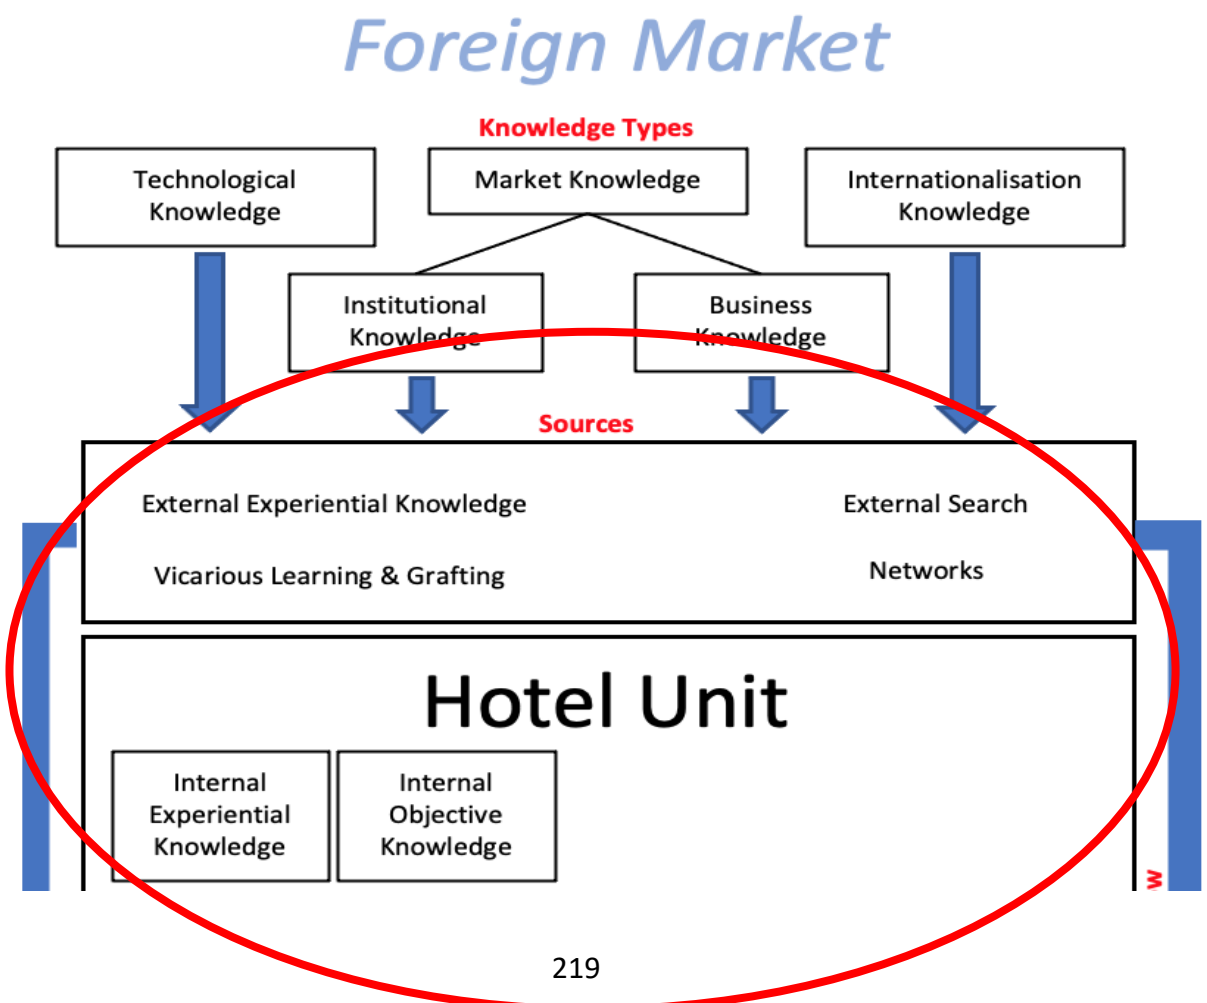 Foreign Market
Knowledge Types
Technological
Knowledge
Market Knowledge
Internationalisation
Knowledge
Institutional
Knowledge
Business
Knowledge
Sources
External Experiential Knowledge
External Search
Vicarious Learning & Grafting
Networks
Hotel Unit
Internal
Experiential
Knowledge
Internal
Objective
Knowledge
219